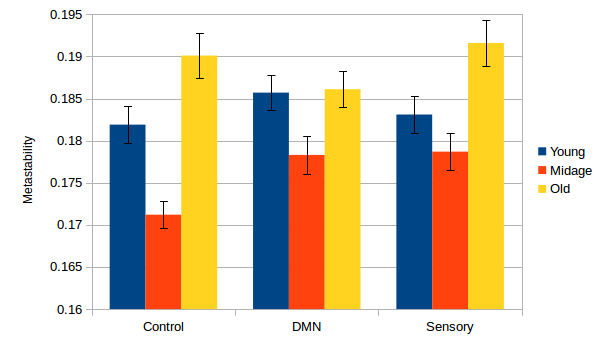 0.195
0.19
0.185
0.18
0.175
0.17
0.165
0.16
Metastability
Control
DMN
Sensory
Young
Midage
Old